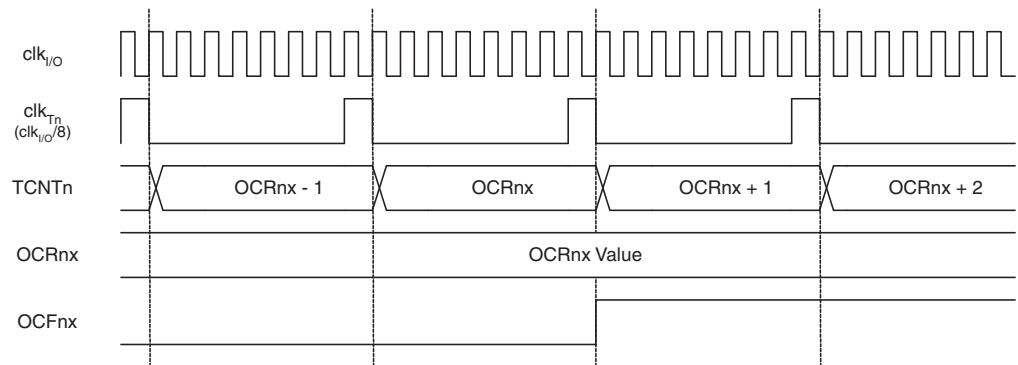 clkI/O
clkTn
(clkI/O/8)
TCNTn OCRnx - 1 OCRnx OCRnx + 1 OCRnx + 2
OCRnx OCRnx Value
OCFnx